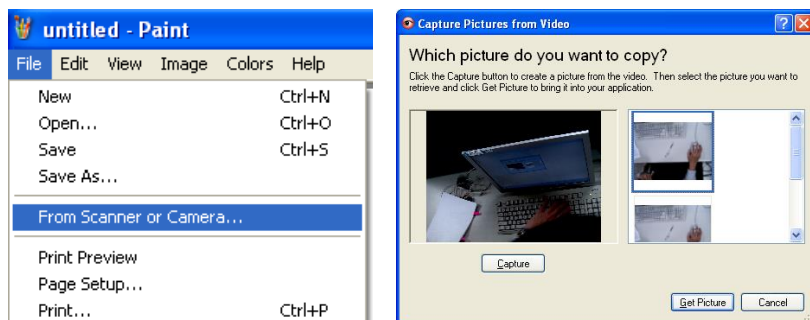 untitled - Paint
File Edit View Image Colors Help
New Ctrl+N
Open... Ctrl+O
Save Ctrl+S
Save As...
From Scanner or Camera...
Print Preview
Page Setup...
Print... Ctrl+P
Capture Pictures from Video
Which picture do you want to copy?
Click the Capture button to create a picture from the video. Then select the picture you want to
retrieve and click Get Picture to bring it into your application.
Capture
Get Picture Cancel